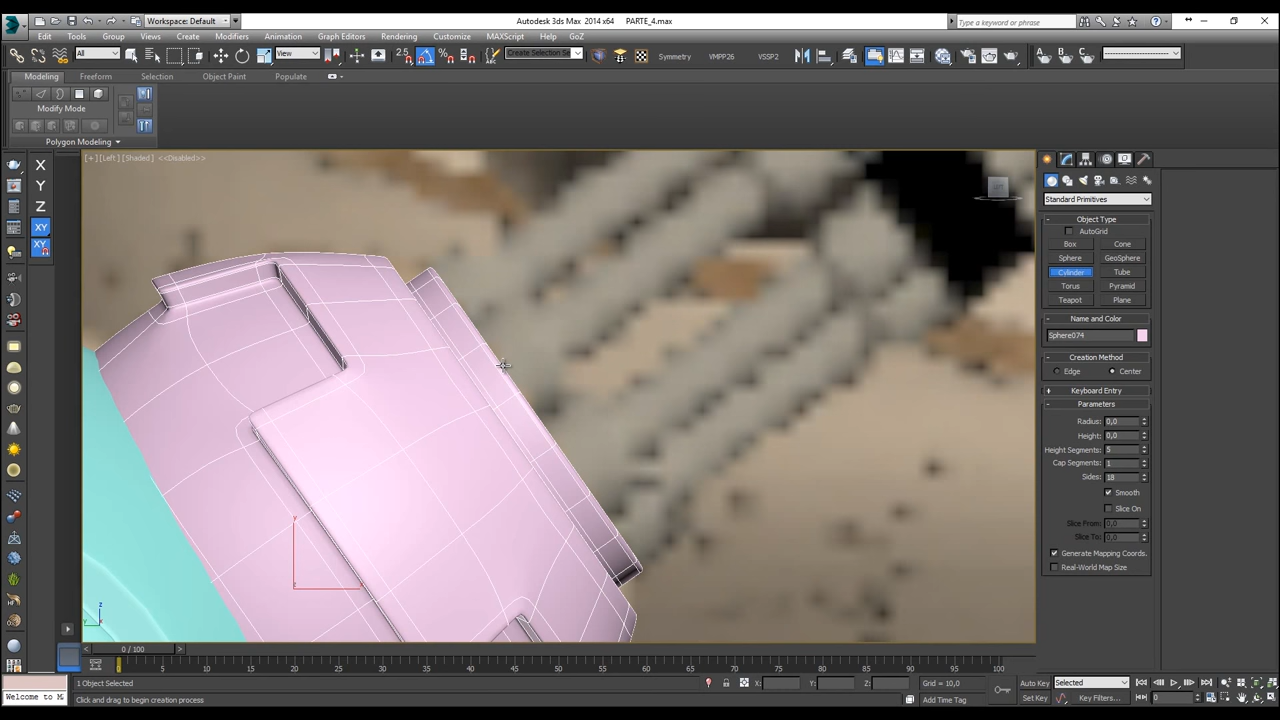 Workspace: Default
Autodesk 3ds Max 2014 x64 PARTE_4.max
Type a keyword or phrase
Edit Tools Group Views Create Modifiers Animation Graph Editors Rendering Customize MAXScript Help GoZ
All View 2.5 Create Selection Se Symmetry VMPP26 VSSP2
Modeling Freeform Selection Object Paint Populate
Modify Mode
Polygon Modeling
[+] [Left] [Shaded] <<Disabled>>
X
Y
Z
XY
XY
Standard Primitives
Object Type
AutoGrid
Box Cone
Sphere GeoSphere
Cylinder Tube
Torus Pyramid
Teapot Plane
Name and Color
Sphere074
Creation Method
Edge Center
Keyboard Entry
Parameters
Radius: 0,0
Height: 0,0
Height Segments: 5
Cap Segments: 1
Sides: 18
Smooth
Slice On
Slice From: 0,0
Slice To: 0,0
Generate Mapping Coords.
Real-World Map Size
0 / 100
0 5 10 15 20 25 30 35 40 45 50 55 60 65 70 75 80 85 90 95 100
1 Object Selected X: Y: Z: Grid = 10,0 Auto Key Selected
Welcome to M Click and drag to begin creation process Add Time Tag Set Key Key Filters... 0